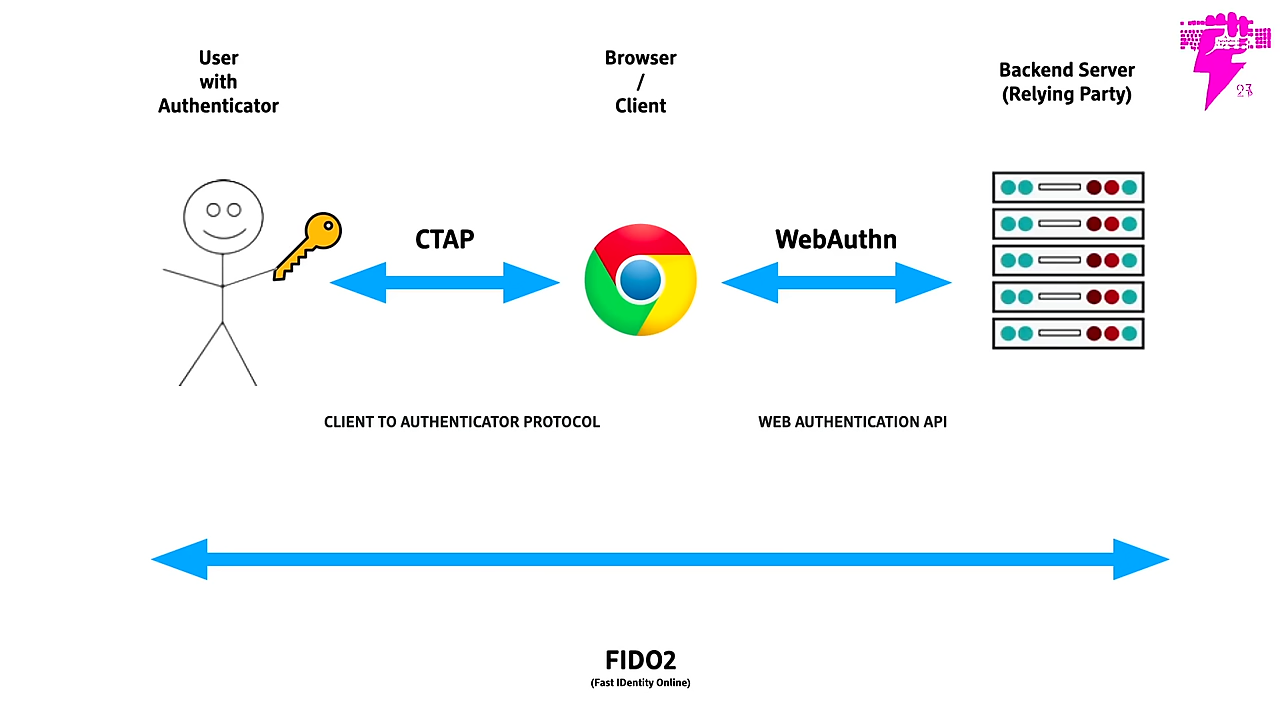 User
with
Authenticator
Browser
/
Client
Backend Server
(Relying Party)
CTAP
WebAuthn
CLIENT TO AUTHENTICATOR PROTOCOL
WEB AUTHENTICATION API
FIDO2
(Fast IDentity Online)